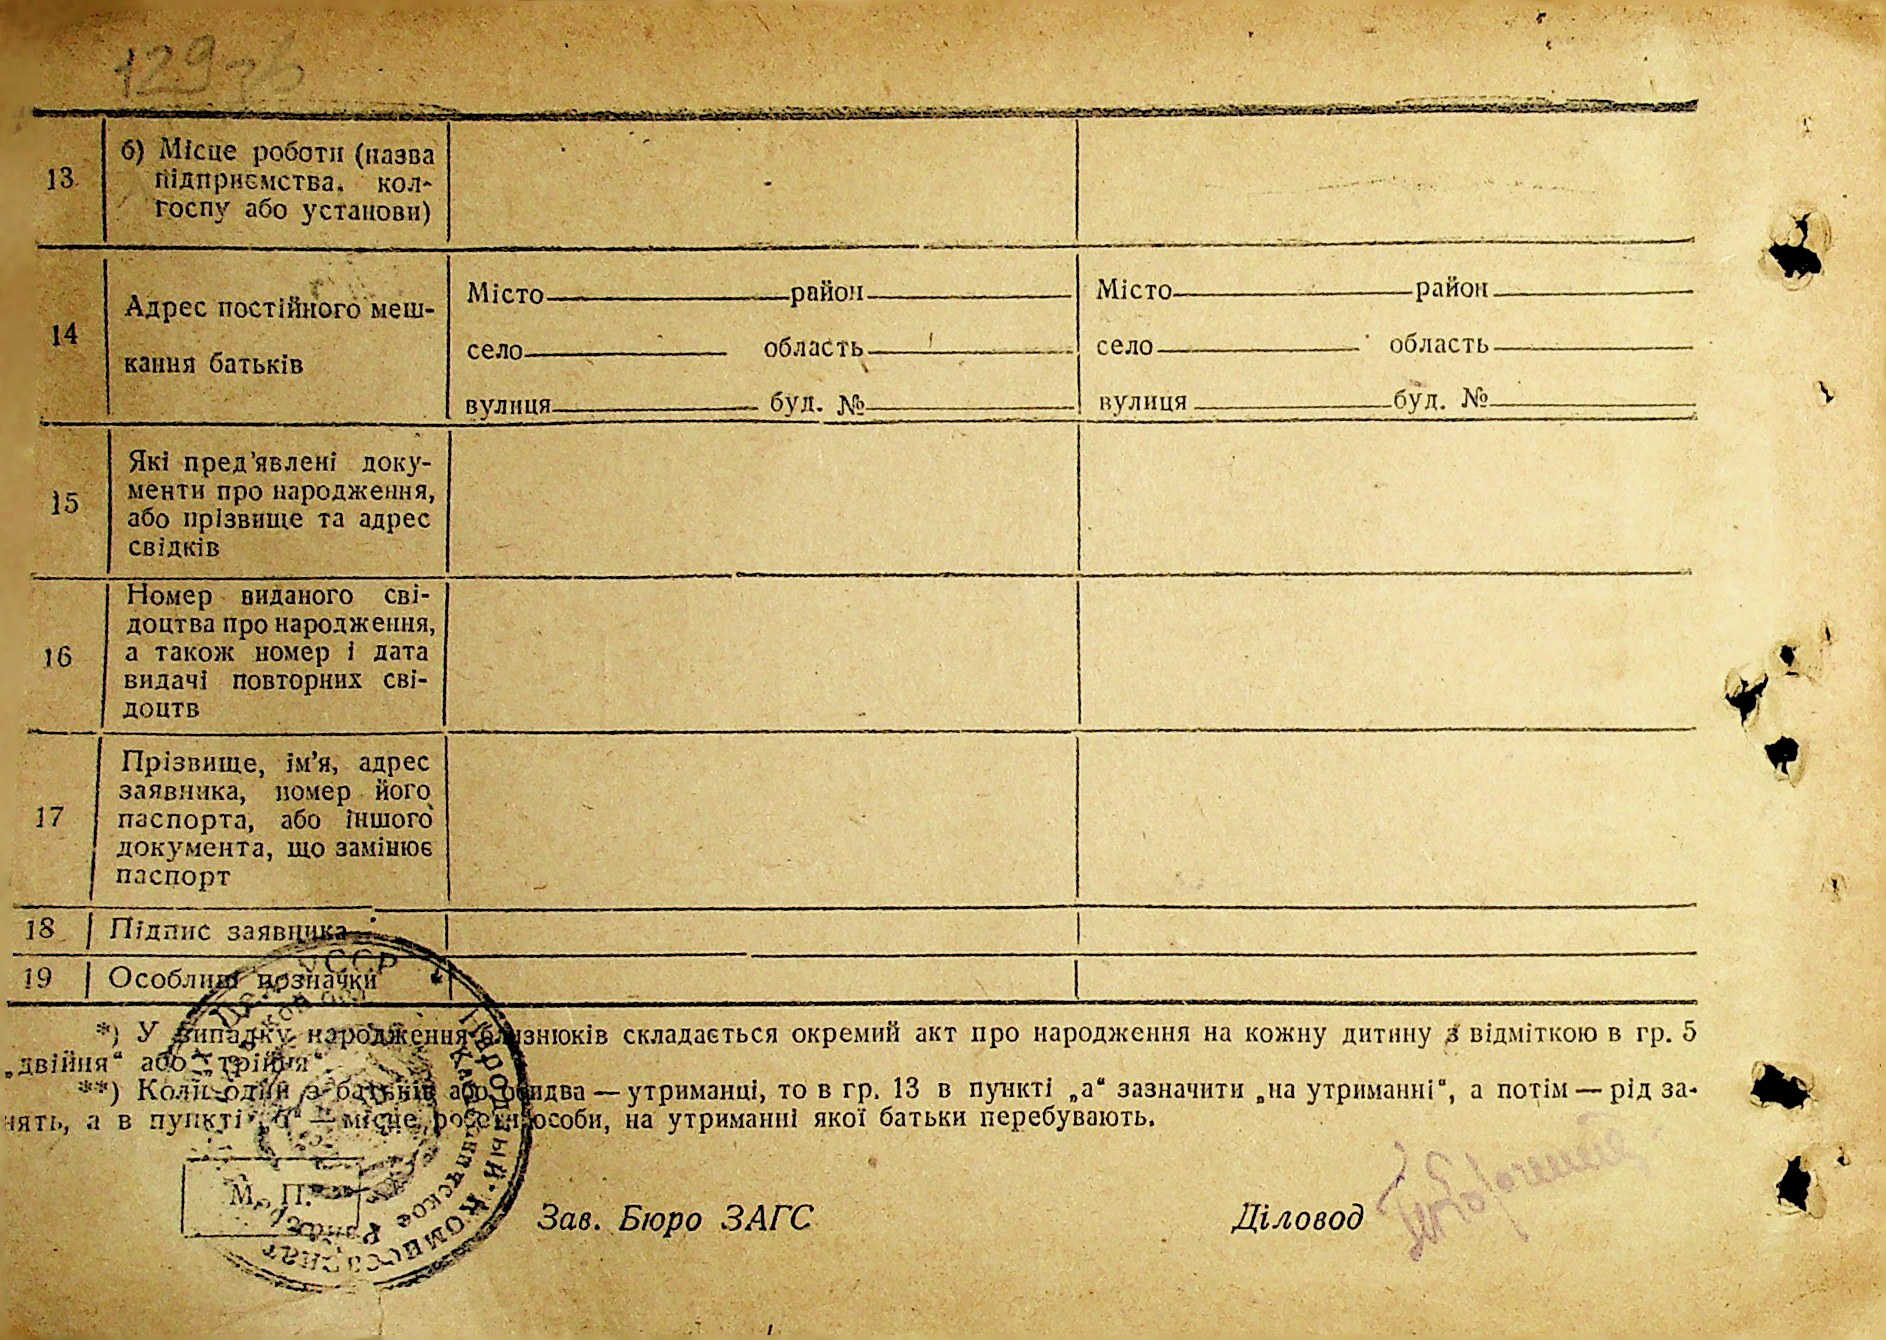 129 зв
13
б) Місце роботи (назва
підприємства, кол-
госпу або установи)
14
Адрес постійного меш-
кання батьків
Місто район
село область
вулиця буд. №
Місто район
село область
вулиця буд. №
15
Які пред’явлені доку-
менти про народження,
або прізвище та адрес
свідків
16
Номер виданого сві-
доцтва про народження,
а також номер і дата
видачі повторних сві-
доцтв
17
Прізвище, ім’я, адрес
заявника, номер його
паспорта, або іншого
документа, що замінює
паспорт
18
Підпис заявника
19
Особливі позначки
*) У випадку народження близнюків складається окремий акт про народження на кожну дитину з відміткою в гр. 5
„двійня“ або „трійня“.
**) Коли один з батьків або обидва — утриманці, то в гр. 13 в пункті „а“ зазначити „на утриманні“, а потім — рід за-
нять, а в пункті „б“ — місце роботи особи, на утриманні якої батьки перебувають.
М. П.
УССР
Народный Комиссариат
Зав. Бюро ЗАГС
Діловод